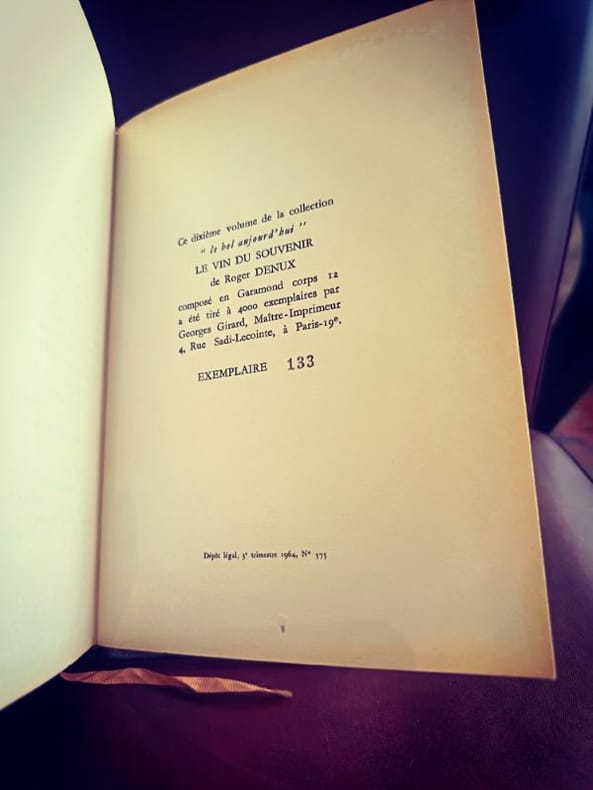 Ce dixième volume de la collection
" le bel aujourd'hui "
LE VIN DU SOUVENIR
de Roger DENUX
composé en Garamond corps 12
a été tiré à 4000 exemplaires par
Georges Girard, Maître-Imprimeur
4, Rue Sadi-Lecointe, à Paris-19e.
EXEMPLAIRE 133
Dépôt légal, 3e trimestre 1964, N° 375